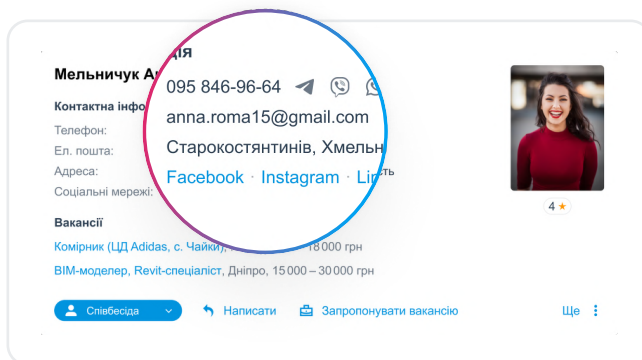 ція
Мельничук А
095 846-96-64
Контактна інфо
anna.roma15@gmail.com
Телефон:
Ел. пошта:
Старокостянтинів, Хмельн
Адреса:
Facebook · Instagram · Lin
сть
Соціальні мережі:
4 ★
Вакансії
Комірник (ЦД Adidas, с. Чайки), – 18 000 грн
BIM-моделер, Revit-спеціаліст, Дніпро, 15 000 – 30 000 грн
Співбесіда
Написати
Запропонувати вакансію
Ще